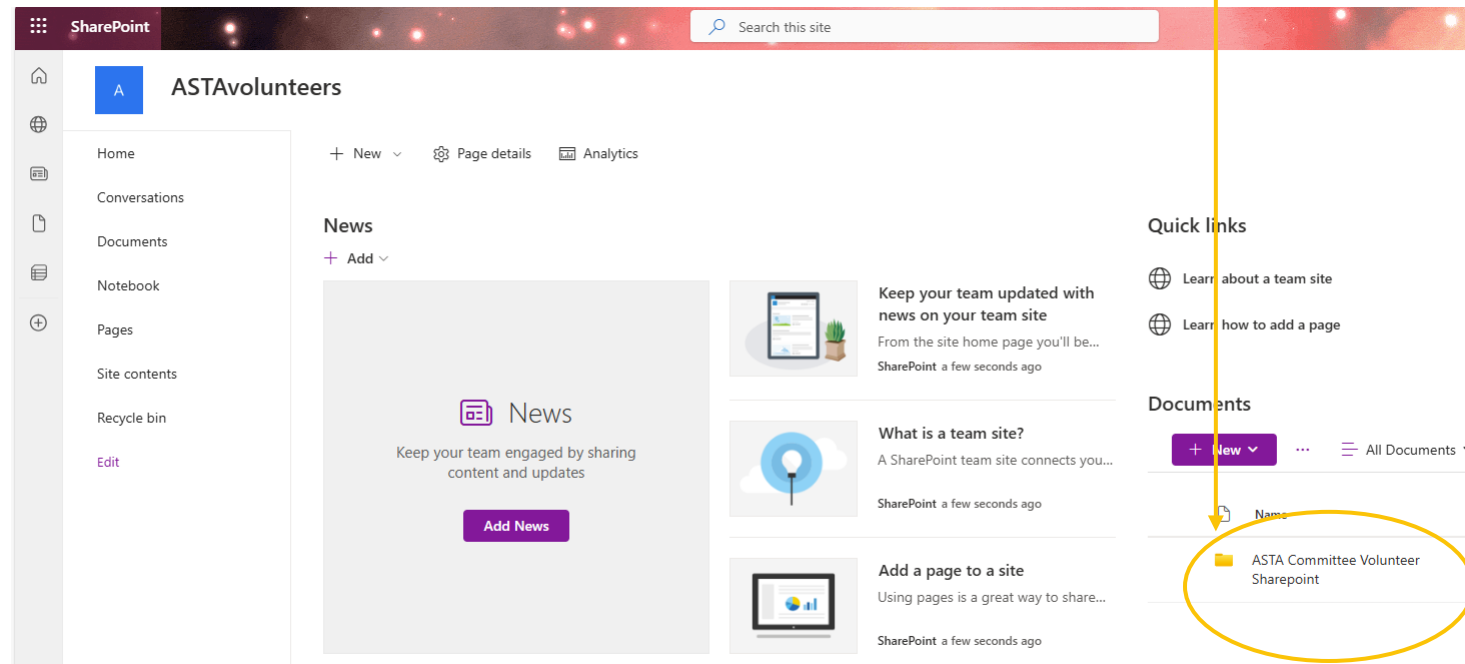 SharePoint
Search this site
A
ASTAvolunteers
Home
Conversations
Documents
Notebook
Pages
Site contents
Recycle bin
Edit
New
Page details
Analytics
News
Add
News
Keep your team engaged by sharing
content and updates
Add News
Keep your team updated with
news on your team site
From the site home page you'll be...
SharePoint a few seconds ago
What is a team site?
A SharePoint team site connects you...
SharePoint a few seconds ago
Add a page to a site
Using pages is a great way to share...
SharePoint a few seconds ago
Quick links
Learn about a team site
Learn how to add a page
Documents
New
All Documents
Name
ASTA Committee Volunteer
Sharepoint